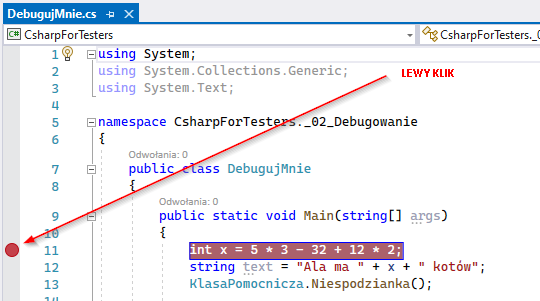 DebugujMnie.cs
CsharpForTesters
CsharpForTesters._0
1 using System;
2 using System.Collections.Generic;
3 using System.Text;
LEWY KLIK
4
5 namespace CsharpForTesters._02_Debugowanie
6 {
Odwołania: 0
7 public class DebugujMnie
8 {
Odwołania: 0
9 public static void Main(string[] args)
10 {
11 int x = 5 * 3 - 32 + 12 * 2;
12 string text = "Ala ma " + x + " kotów";
13 KlasaPomocnicza.Niespodzianka();